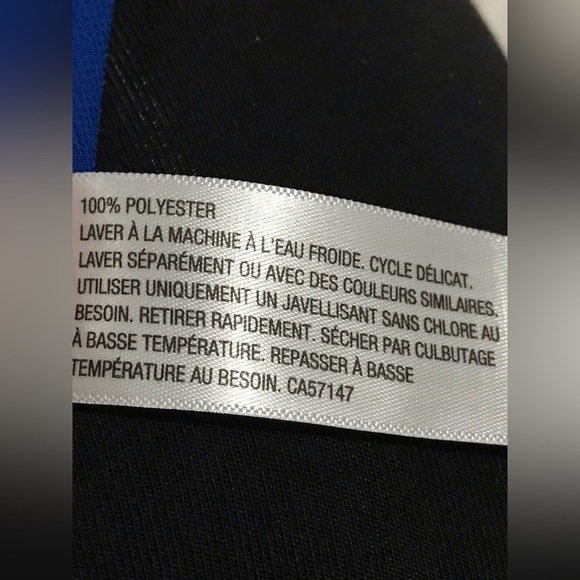 100% POLYESTER
LAVER À LA MACHINE À L'EAU FROIDE. CYCLE DÉLICAT.
LAVER SÉPARÉMENT OU AVEC DES COULEURS SIMILAIRES.
UTILISER UNIQUEMENT UN JAVELLISANT SANS CHLORE AU
BESOIN. RETIRER RAPIDEMENT. SÉCHER PAR CULBUTAGE
À BASSE TEMPÉRATURE. REPASSER À BASSE
TEMPÉRATURE AU BESOIN. CA57147